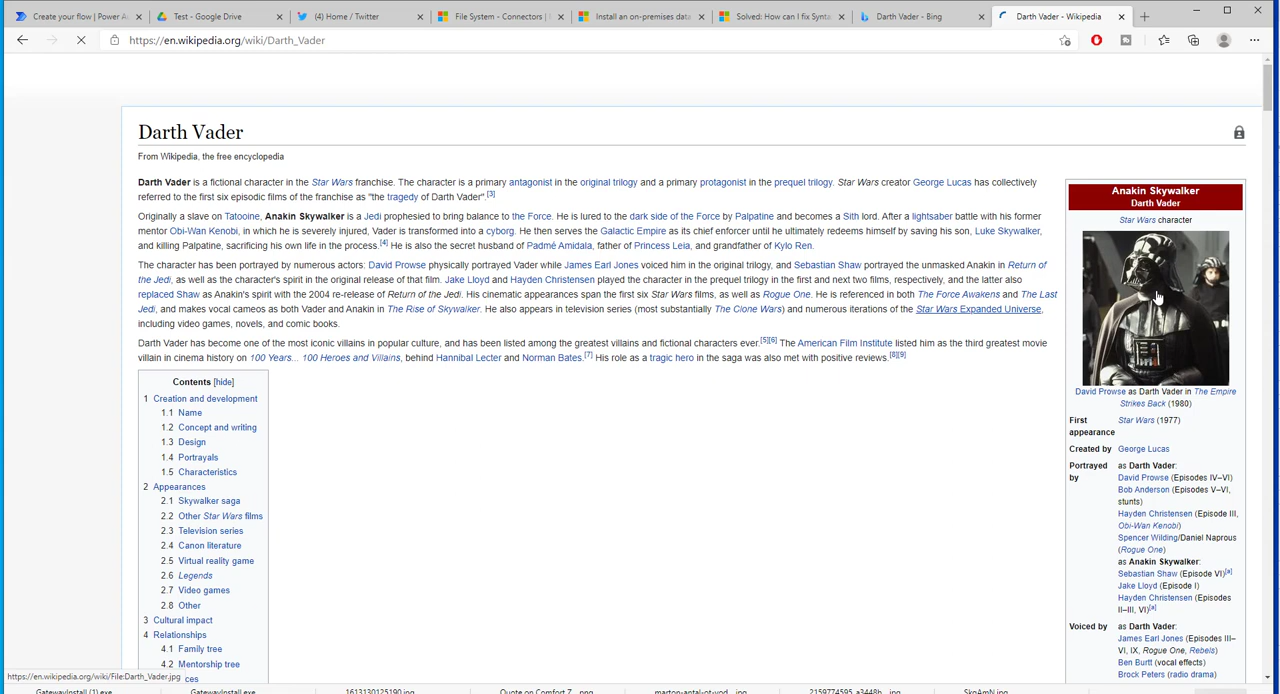 Create your flow | Power Au
Test - Google Drive
(4) Home / Twitter
File System - Connectors |
Install an on-premises data
Solved: How can I fix Synta
Darth Vader - Bing
Darth Vader - Wikipedia
https://en.wikipedia.org/wiki/Darth_Vader
Darth Vader
From Wikipedia, the free encyclopedia
Darth Vader is a fictional character in the Star Wars franchise. The character is a primary antagonist in the original trilogy and a primary protagonist in the prequel trilogy. Star Wars creator George Lucas has collectively
referred to the first six episodic films of the franchise as "the tragedy of Darth Vader".[3]
Originally a slave on Tatooine, Anakin Skywalker is a Jedi prophesied to bring balance to the Force. He is lured to the dark side of the Force by Palpatine and becomes a Sith lord. After a lightsaber battle with his former
mentor Obi-Wan Kenobi, in which he is severely injured, Vader is transformed into a cyborg. He then serves the Galactic Empire as its chief enforcer until he ultimately redeems himself by saving his son, Luke Skywalker,
and killing Palpatine, sacrificing his own life in the process.[4] He is also the secret husband of Padmé Amidala, father of Princess Leia, and grandfather of Kylo Ren.
The character has been portrayed by numerous actors: David Prowse physically portrayed Vader while James Earl Jones voiced him in the original trilogy, and Sebastian Shaw portrayed the unmasked Anakin in Return of
the Jedi, as well as the character's spirit in the original release of that film. Jake Lloyd and Hayden Christensen played the character in the prequel trilogy in the first and next two films, respectively, and the latter also
replaced Shaw as Anakin's spirit with the 2004 re-release of Return of the Jedi. His cinematic appearances span the first six Star Wars films, as well as Rogue One. He is referenced in both The Force Awakens and The Last
Jedi, and makes vocal cameos as both Vader and Anakin in The Rise of Skywalker. He also appears in television series (most substantially The Clone Wars) and numerous iterations of the Star Wars Expanded Universe,
including video games, novels, and comic books.
Darth Vader has become one of the most iconic villains in popular culture, and has been listed among the greatest villains and fictional characters ever.[5][6] The American Film Institute listed him as the third greatest movie
villain in cinema history on 100 Years... 100 Heroes and Villains, behind Hannibal Lecter and Norman Bates.[7] His role as a tragic hero in the saga was also met with positive reviews.[8][9]
Contents [hide]
1 Creation and development
1.1 Name
1.2 Concept and writing
1.3 Design
1.4 Portrayals
1.5 Characteristics
2 Appearances
2.1 Skywalker saga
2.2 Other Star Wars films
2.3 Television series
2.4 Canon literature
2.5 Virtual reality game
2.6 Legends
2.7 Video games
2.8 Other
3 Cultural impact
4 Relationships
4.1 Family tree
4.2 Mentorship tree
ces
Anakin Skywalker
Darth Vader
Star Wars character
David Prowse as Darth Vader in The Empire
Strikes Back (1980)
First
appearance
Star Wars (1977)
Created by George Lucas
Portrayed
by
as Darth Vader:
David Prowse (Episodes IV–VI)
Bob Anderson (Episodes V–VI,
stunts)
Hayden Christensen (Episode III,
Obi-Wan Kenobi)
Spencer Wilding/Daniel Naprous
(Rogue One)
as Anakin Skywalker:
Sebastian Shaw (Episode VI)[a]
Jake Lloyd (Episode I)
Hayden Christensen (Episodes
II–III, VI)[a]
Voiced by as Darth Vader:
James Earl Jones (Episodes III–
VI, IX, Rogue One, Rebels)
Ben Burtt (vocal effects)
Brock Peters (radio drama)
https://en.wikipedia.org/wiki/File:Darth_Vader.jpg
GatewayInstall (1).exe
GatewayInstall.exe
1613130125190.jpg
Quote on Comfort 7....png